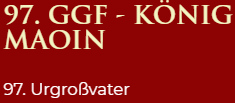 97. GGF - KÖNIG
MAOIN
97. Urgroßvater